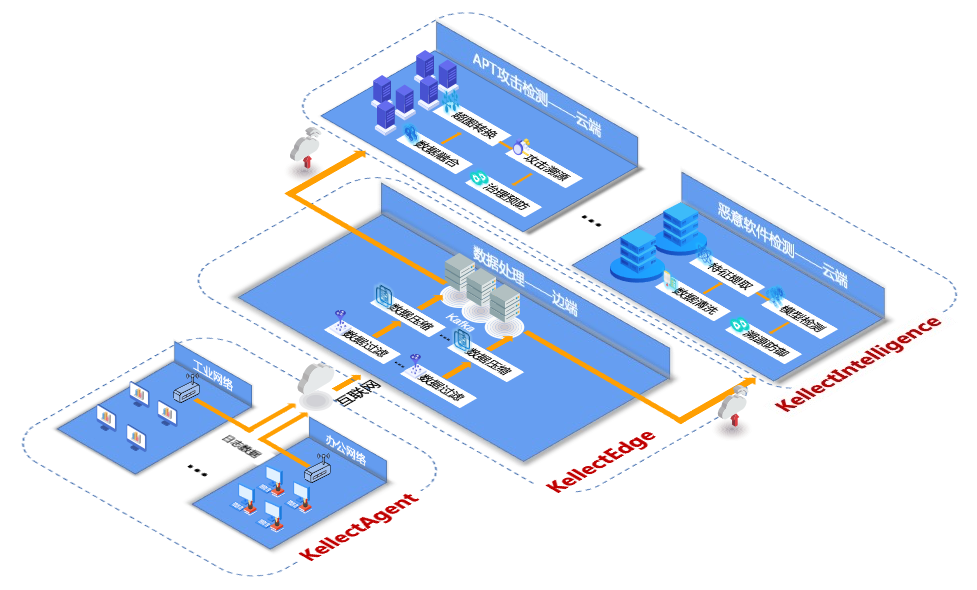 APT攻击检测——云端
超图转换
数据融合
攻击溯源
治理预防
...
恶意软件检测——云端
特征提取
数据清洗
模型检测
溯源防御
KellectIntelligence
数据处理——边端
Kafka
数据压缩
数据过滤
...
数据压缩
数据过滤
...
KellectEdge
工业网络
互联网
日志数据
办公网络
...
KellectAgent